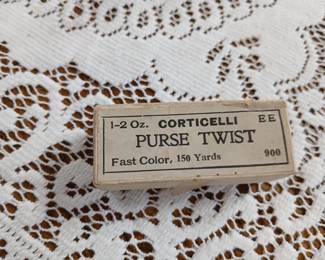 1-2 Oz. CORTICELLI EE
PURSE TWIST
Fast Color, 150 Yards 900